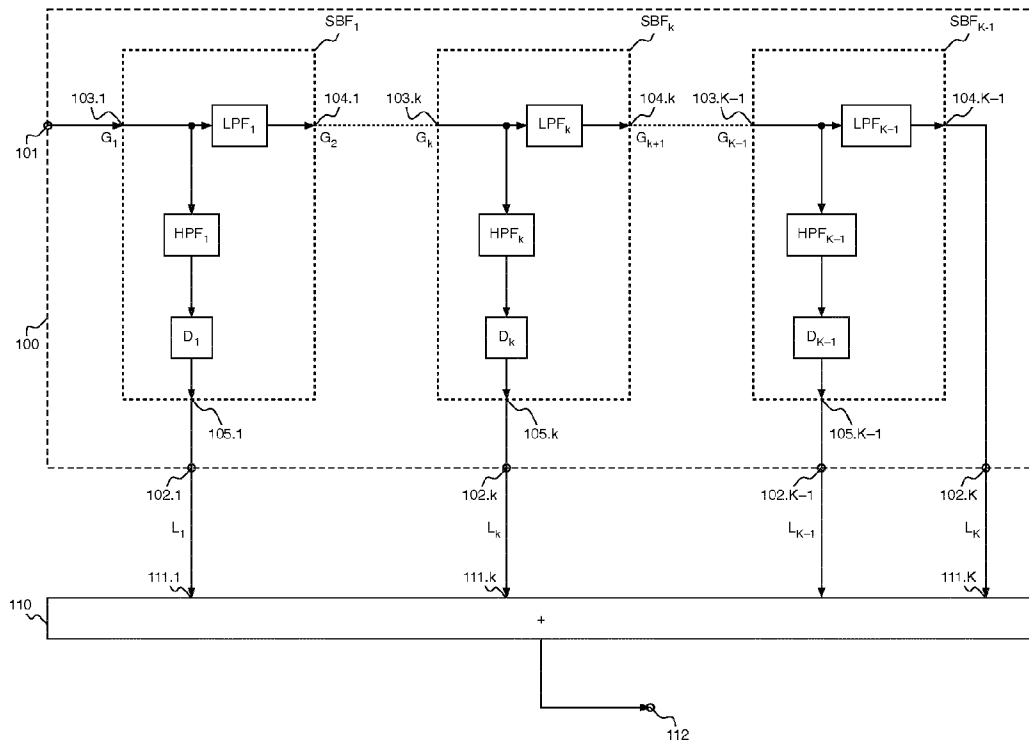 SBF1 SBFk SBFK-1
103.1 104.1 103.k 104.k 103.K–1 104.K–1
LPF1 LPFk LPFK-1
101 G1 G2 Gk Gk+1 GK–1
HPF1 HPFk HPFK–1
100 D1 Dk DK–1
105.1 105.k 105.K–1
102.1 102.k 102.K–1 102.K
L1 Lk LK-1 LK
111.1 111.k 111.K
110 +
112